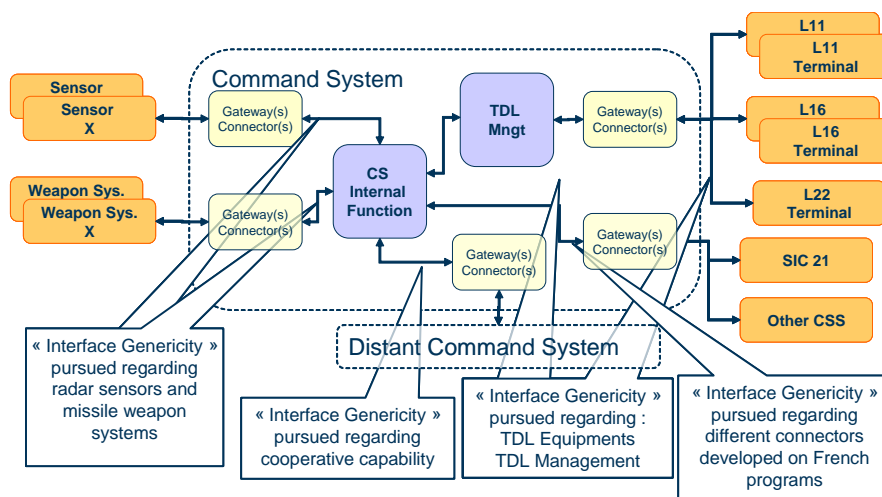 L11
L11
Terminal
Command System
Sensor
Sensor
X
Gateway(s)
Connector(s)
TDL
Mngt
Gateway(s)
Connector(s)
L16
L16
Terminal
CS
Internal
Function
Weapon Sys.
Weapon Sys.
X
Gateway(s)
Connector(s)
L22
Terminal
Gateway(s)
Connector(s)
Gateway(s)
Connector(s)
SIC 21
Other CSS
Distant Command System
« Interface Genericity »
pursued regarding
radar sensors and
missile weapon
systems
« Interface Genericity »
pursued regarding
cooperative capability
« Interface Genericity »
pursued regarding :
TDL Equipments
TDL Management
« Interface Genericity »
pursued regarding
different connectors
developed on French
programs